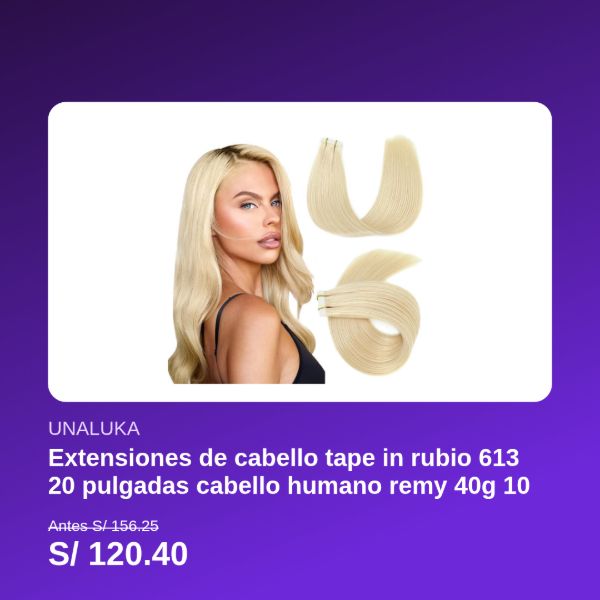 UNALUKA
Extensiones de cabello tape in rubio 613
20 pulgadas cabello humano remy 40g 10
Antes S/ 156.25
S/ 120.40